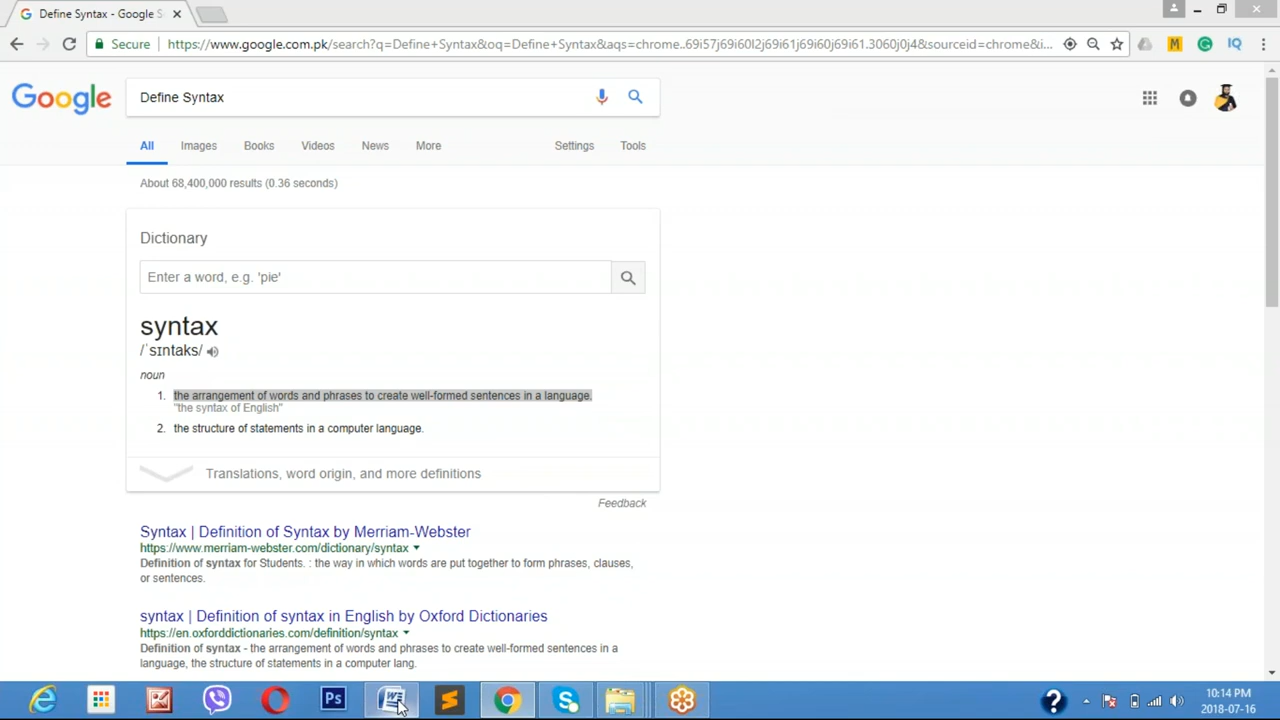 Define Syntax - Google S
Secure
https://www.google.com.pk/search?q=Define+Syntax&oq=Define+Syntax&aqs=chrome..69i57j69i60l2j69i61j69i60j69i61.3060j0j4&sourceid=chrome&i...
M
IQ
Google
Define Syntax
All Images Books Videos News More Settings Tools
About 68,400,000 results (0.36 seconds)
Dictionary
Enter a word, e.g. 'pie'
syntax
/ˈsɪntaks/
noun
1. the arrangement of words and phrases to create well-formed sentences in a language.
"the syntax of English"
2. the structure of statements in a computer language.
Translations, word origin, and more definitions
Feedback
Syntax | Definition of Syntax by Merriam-Webster
https://www.merriam-webster.com/dictionary/syntax
Definition of syntax for Students. : the way in which words are put together to form phrases, clauses,
or sentences.
syntax | Definition of syntax in English by Oxford Dictionaries
https://en.oxforddictionaries.com/definition/syntax
Definition of syntax - the arrangement of words and phrases to create well-formed sentences in a
language, the structure of statements in a computer lang.
Ps
10:14 PM
2018-07-16